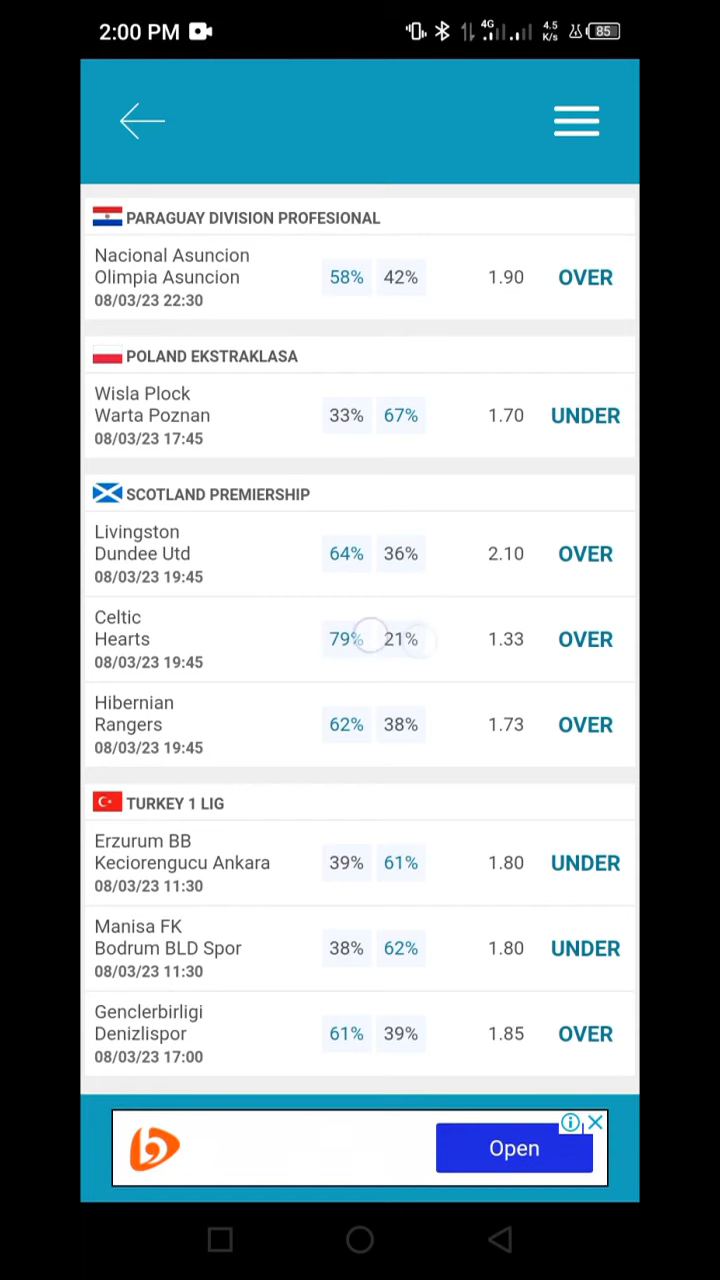 2:00 PM
4G
4.5
K/s
85
PARAGUAY DIVISION PROFESIONAL
Nacional Asuncion
Olimpia Asuncion
08/03/23 22:30
58% 42% 1.90 OVER
POLAND EKSTRAKLASA
Wisla Plock
Warta Poznan
08/03/23 17:45
33% 67% 1.70 UNDER
SCOTLAND PREMIERSHIP
Livingston
Dundee Utd
08/03/23 19:45
64% 36% 2.10 OVER
Celtic
Hearts
08/03/23 19:45
79% 21% 1.33 OVER
Hibernian
Rangers
08/03/23 19:45
62% 38% 1.73 OVER
TURKEY 1 LIG
Erzurum BB
Keciorengucu Ankara
08/03/23 11:30
39% 61% 1.80 UNDER
Manisa FK
Bodrum BLD Spor
08/03/23 11:30
38% 62% 1.80 UNDER
Genclerbirligi
Denizlispor
08/03/23 17:00
61% 39% 1.85 OVER
Open